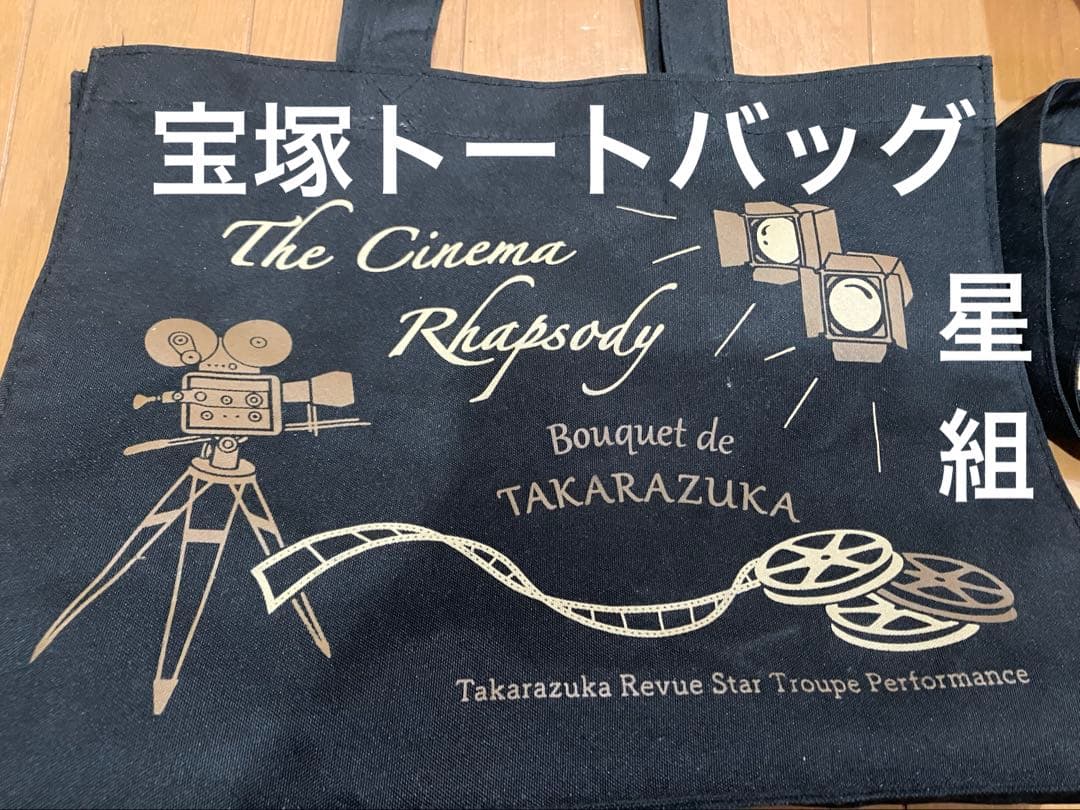 宝塚トートバッグ
The Cinema
Rhapsody
星組
Bouquet de
TAKARAZUKA
Takarazuka Revue Star Troupe Performance